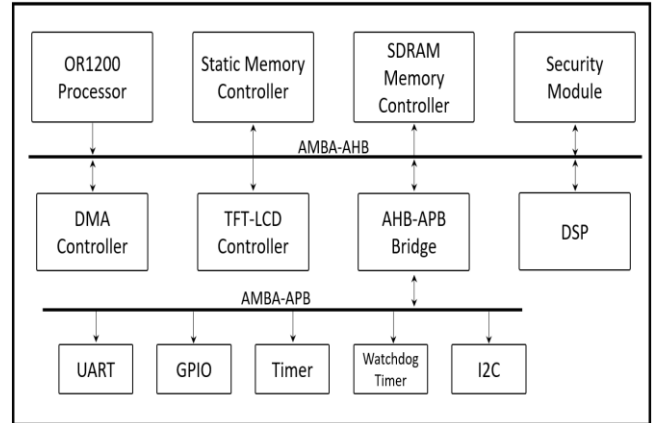 OR1200
Processor
Static Memory
Controller
SDRAM
Memory
Controller
Security
Module
AMBA-AHB
DMA
Controller
TFT-LCD
Controller
AHB-APB
Bridge
DSP
AMBA-APB
UART
GPIO
Timer
Watchdog
Timer
I2C